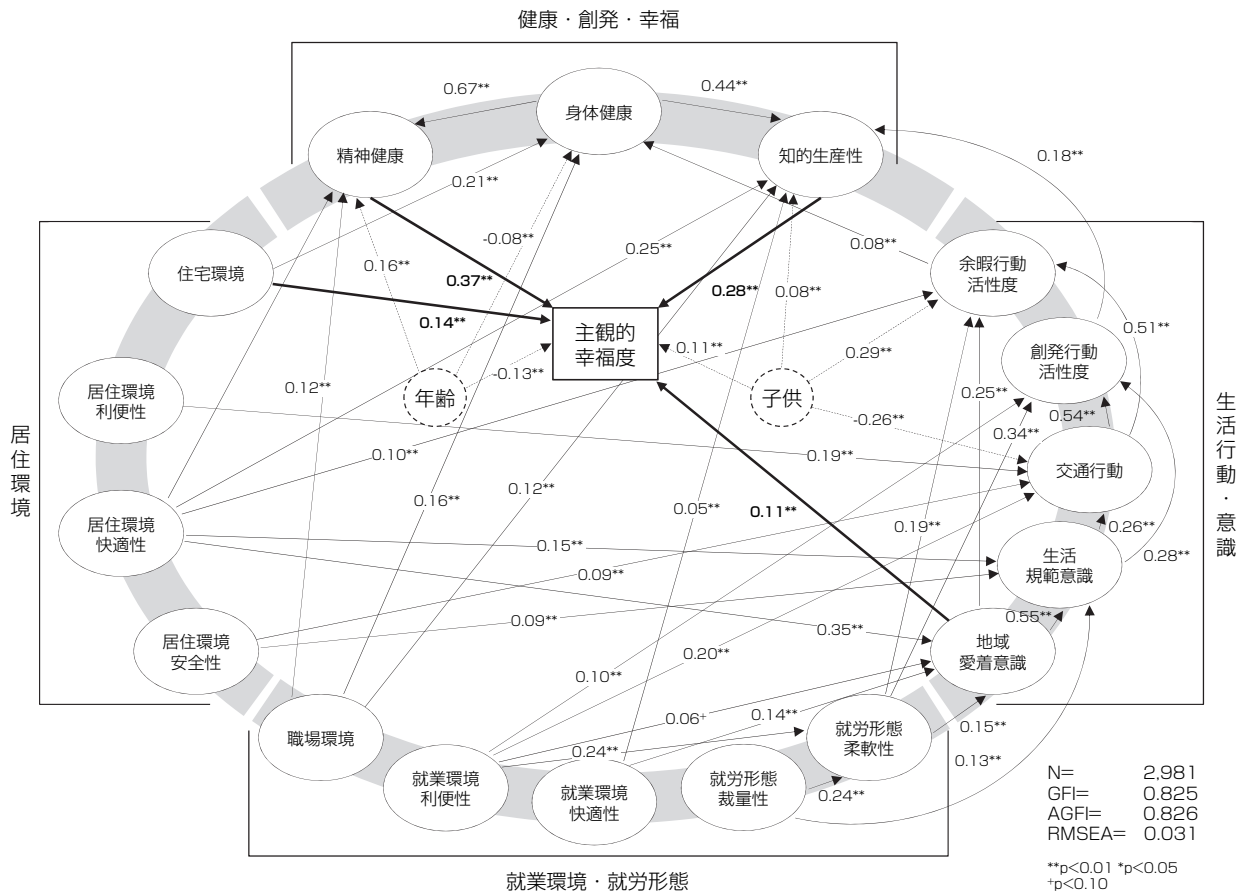 健康・創発・幸福
0.67**
身体健康
0.44**
精神健康
知的生産性
0.18**
0.21**
-0.08**
0.25**
0.08**
住宅環境
0.16**
0.37**
0.28**
0.08**
余暇行動
活性度
0.14**
主観的
幸福度
0.11**
0.29**
0.51**
創発行動
活性度
居住環境
利便性
0.12**
年齢
-0.13**
子供
0.25**
0.54**
-0.26**
0.34**
居住環境
0.10**
0.19**
交通行動
生活行動・意識
居住環境
快適性
0.16**
0.12**
0.05**
0.11**
0.19**
0.26**
0.28**
0.15**
0.09**
生活
規範意識
0.09**
0.35**
0.55**
居住環境
安全性
0.20**
0.10**
地域
愛着意識
0.06+
0.14**
0.15**
職場環境
0.24**
就労形態
柔軟性
0.13**
就業環境
利便性
就業環境
快適性
就労形態
裁量性
0.24**
就業環境・就労形態
N= 2,981
GFI= 0.825
AGFI= 0.826
RMSEA= 0.031
**p<0.01 *p<0.05
+p<0.10